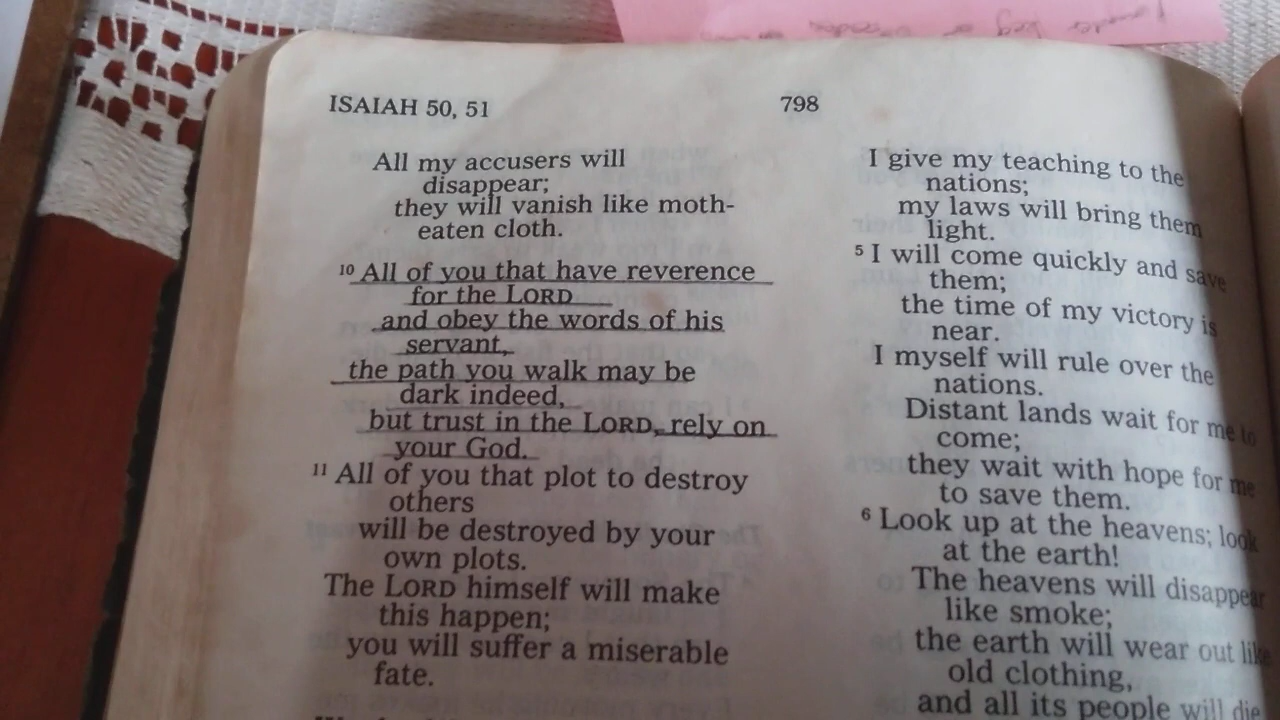 ISAIAH 50, 51
798
All my accusers will
disappear;
they will vanish like moth-
eaten cloth.
10 All of you that have reverence
for the LORD
and obey the words of his
servant,
the path you walk may be
dark indeed,
but trust in the LORD, rely on
your God.
11 All of you that plot to destroy
others
will be destroyed by your
own plots.
The LORD himself will make
this happen;
you will suffer a miserable
fate.
I give my teaching to the
nations;
my laws will bring them
light.
5 I will come quickly and save
them;
the time of my victory is
near.
I myself will rule over the
nations.
Distant lands wait for me to
come;
they wait with hope for me
to save them.
6 Look up at the heavens; look
at the earth!
The heavens will disappear
like smoke;
the earth will wear out like
old clothing,
and all its people will die